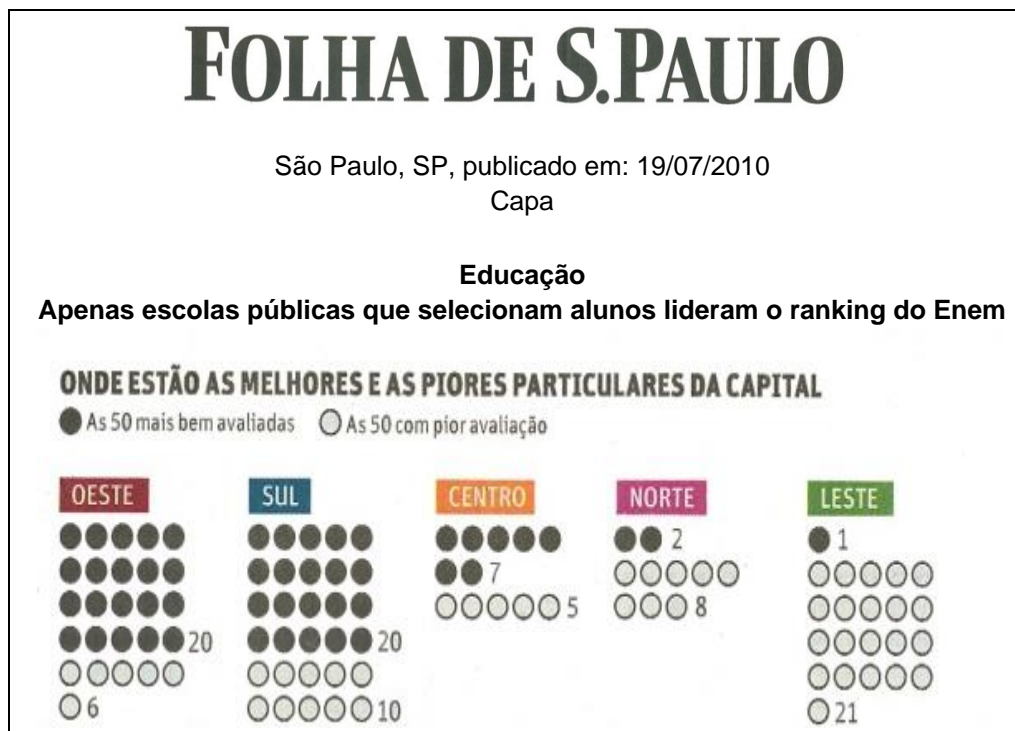 FOLHA DE S.PAULO
São Paulo, SP, publicado em: 19/07/2010
Capa
Educação
Apenas escolas públicas que selecionam alunos lideram o ranking do Enem
ONDE ESTÃO AS MELHORES E AS PIORES PARTICULARES DA CAPITAL
As 50 mais bem avaliadas As 50 com pior avaliação
OESTE SUL CENTRO NORTE LESTE
2 1
7
5 8
20 20
6 10 21